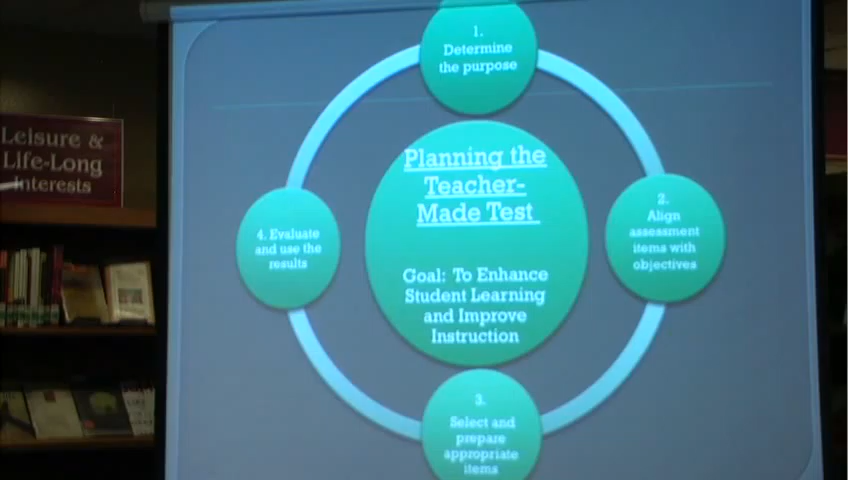 Leisure &
Life-Long
Interests
1.
Determine
the purpose
Planning the
Teacher-
Made Test
Goal: To Enhance
Student Learning
and Improve
Instruction
2.
Align
assessment
items with
objectives
3.
Select and
prepare
appropriate
items
4. Evaluate
and use the
results